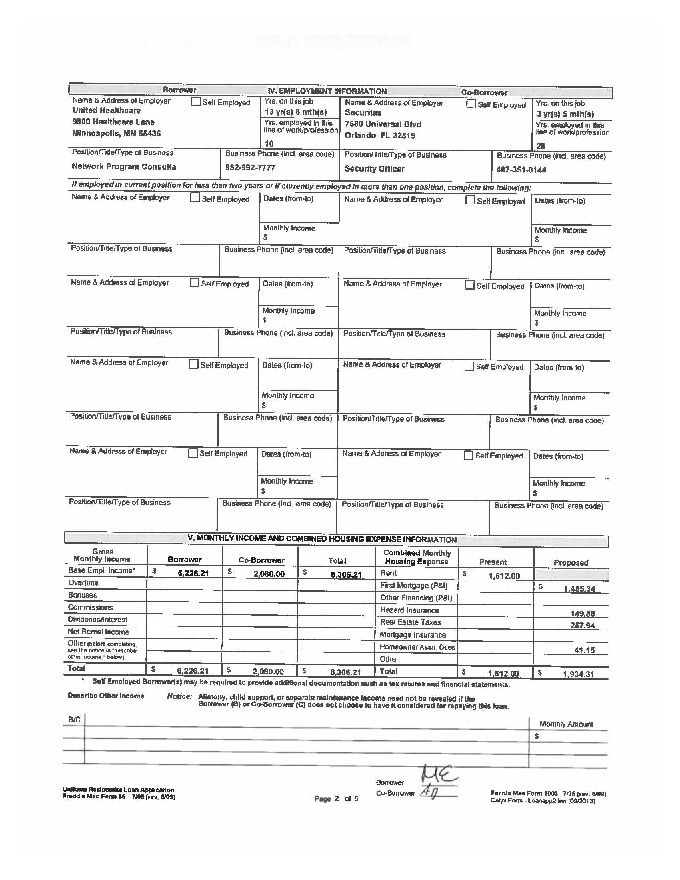 Borrower IV. EMPLOYMENT INFORMATION Co-Borrower
Name & Address of Employer Self Employed Yrs. on this job Name & Address of Employer Self Employed Yrs. on this job
United Healthcare 13 yr(s) 6 mth(s) Securitas 3 yr(s) 5 mth(s)
9800 Healthcare Lane Yrs. employed in this line of work/profession 7680 Universal Blvd Yrs. employed in this line of work/profession
Minneapolis, MN 55436 Orlando FL 32819
10
Position/Title/Type of Business Business Phone (incl. area code) Position/Title/Type of Business Business Phone (incl. area code)
Network Program Consulta 952-992-7777 Security Officer 407-351-0144
If employed in current position for less than two years or if currently employed in more than one position, complete the following:
Name & Address of Employer Self Employed Dates (from-to) Name & Address of Employer Self Employed Dates (from-to)
Monthly Income Monthly Income
$ $
Position/Title/Type of Business Business Phone (incl. area code) Position/Title/Type of Business Business Phone (incl. area code)
Name & Address of Employer Self Employed Dates (from-to) Name & Address of Employer Self Employed Dates (from-to)
Monthly Income Monthly Income
$ $
Position/Title/Type of Business Business Phone (incl. area code) Position/Title/Type of Business Business Phone (incl. area code)
Name & Address of Employer Self Employed Dates (from-to) Name & Address of Employer Self Employed Dates (from-to)
Monthly Income Monthly Income
$ $
Position/Title/Type of Business Business Phone (incl. area code) Position/Title/Type of Business Business Phone (incl. area code)
Name & Address of Employer Self Employed Dates (from-to) Name & Address of Employer Self Employed Dates (from-to)
Monthly Income Monthly Income
$ $
Position/Title/Type of Business Business Phone (incl. area code) Position/Title/Type of Business Business Phone (incl. area code)
V. MONTHLY INCOME AND COMBINED HOUSING EXPENSE INFORMATION
Gross Monthly Income Borrower Co-Borrower Total Combined Monthly Housing Expense Present Proposed
Base Empl. Income* $ 6,226.21 $ 2,080.00 $ 8,306.21 Rent $ 1,612.00
Overtime First Mortgage (P&I) $ 1,455.34
Bonuses Other Financing (P&I)
Commissions Hazard Insurance 149.88
Dividends/Interest Real Estate Taxes 287.94
Net Rental Income Mortgage Insurance
Other (before completing, see the notice in "describe other income," below) Homeowner Assn. Dues 41.15
Other
Total $ 6,226.21 $ 2,080.00 $ 8,306.21 Total $ 1,612.00 $ 1,934.31
* Self Employed Borrower(s) may be required to provide additional documentation such as tax returns and financial statements.
Describe Other Income Notice: Alimony, child support, or separate maintenance income need not be revealed if the
Borrower (B) or Co-Borrower (C) does not choose to have it considered for repaying this loan.
B/C Monthly Amount
$
Borrower ME
Uniform Residential Loan Application
Freddie Mac Form 65 7/05 (rev. 6/09) Page 2 of 5 Co-Borrower Fannie Mae Form 1003 7/05 (rev. 6/09)
Calyx Form - Loanapp2.frm (09/2013)